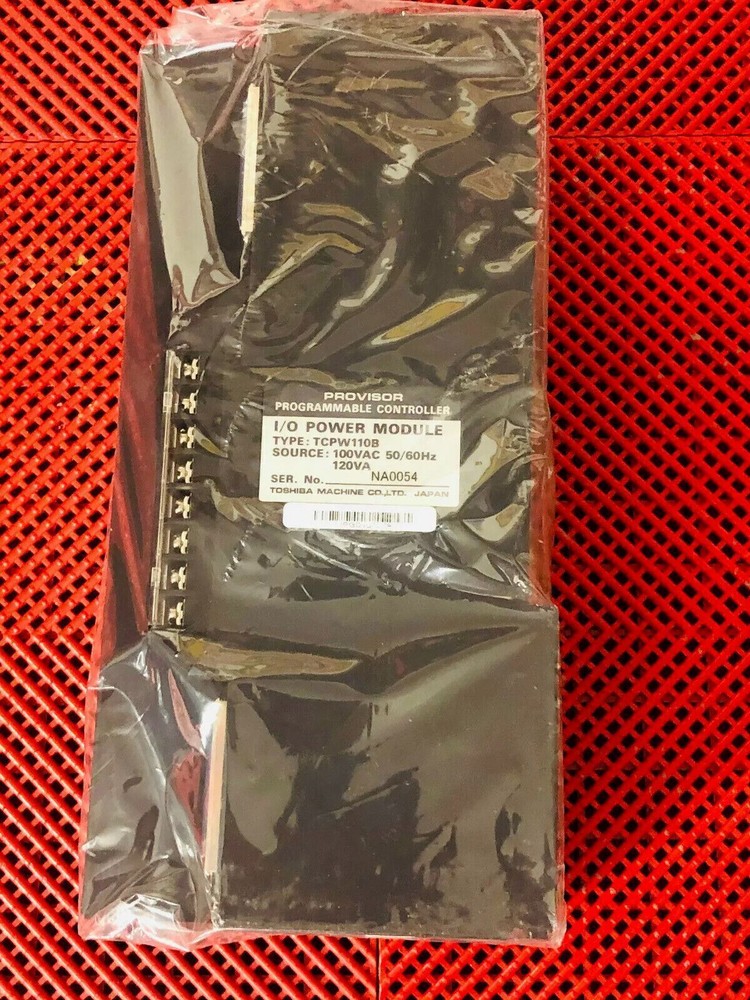 PROVISOR
PROGRAMMABLE CONTROLLER
I/O POWER MODULE
TYPE: TCPW110B
SOURCE: 100VAC 50/60Hz
120VA
SER. No. NA0054
TOSHIBA MACHINE CO.,LTD. JAPAN